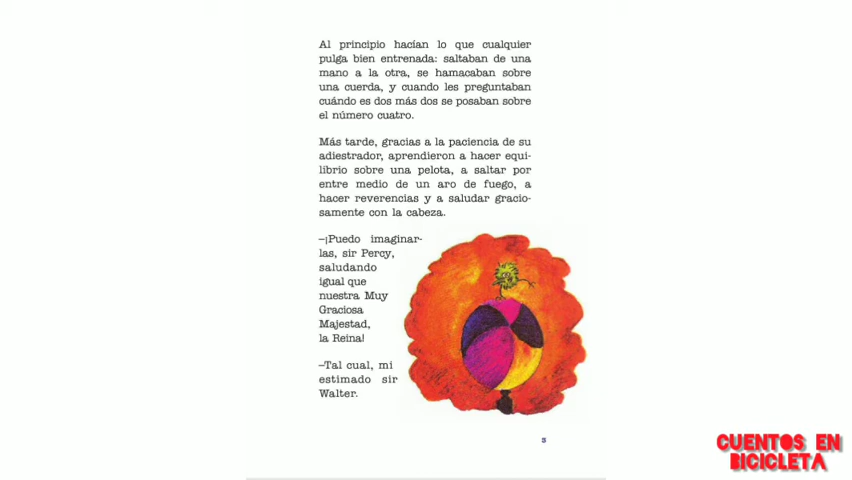 Al principio hacían lo que cualquier
pulga bien entrenada: saltaban de una
mano a la otra, se hamacaban sobre
una cuerda, y cuando les preguntaban
cuándo es dos más dos se posaban sobre
el número cuatro.
Más tarde, gracias a la paciencia de su
adiestrador, aprendieron a hacer equi-
librio sobre una pelota, a saltar por
entre medio de un aro de fuego, a
hacer reverencias y a saludar gracio-
samente con la cabeza.
–¡Puedo imaginar-
las, sir Percy,
saludando
igual que
nuestra Muy
Graciosa
Majestad,
la Reina!
–Tal cual, mi
estimado sir
Walter.
3
CUENTOS EN
BICICLETA